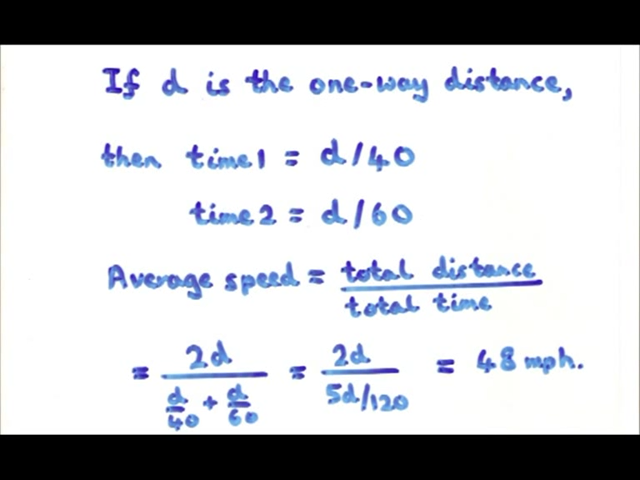 If d is the one-way distance,
then time1 = d/40
time2 = d/60
Average speed = total distance / total time
= 2d / (d/40 + d/60) = 2d / (5d/120) = 48 mph.